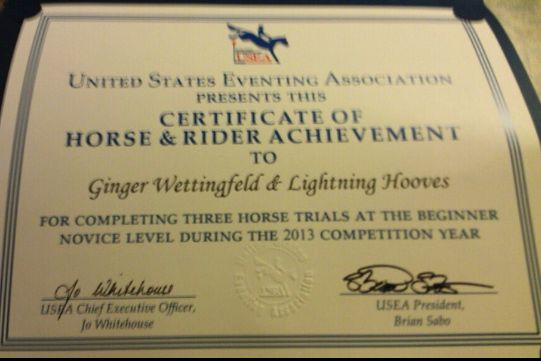 USEA
UNITED STATES EVENTING ASSOCIATION
PRESENTS THIS
CERTIFICATE OF
HORSE & RIDER ACHIEVEMENT
TO
Ginger Wettingfeld & Lightning Hooves
FOR COMPLETING THREE HORSE TRIALS AT THE BEGINNER
NOVICE LEVEL DURING THE 2013 COMPETITION YEAR
Jo Whitehouse
USEA Chief Executive Officer,
Jo Whitehouse
USEA President,
Brian Sabo